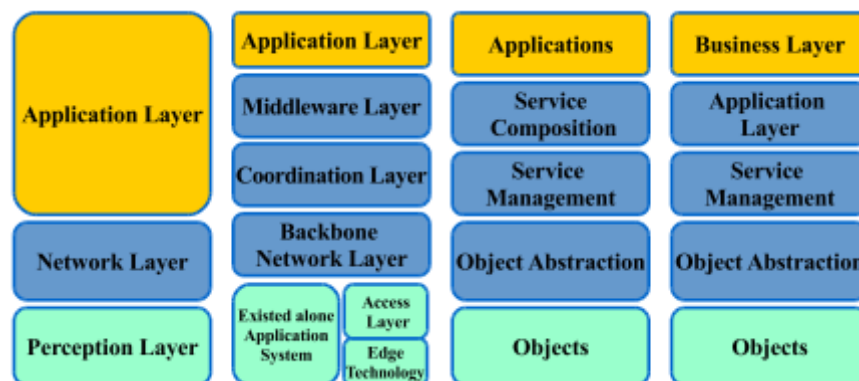 Application Layer
Network Layer
Perception Layer
Application Layer
Middleware Layer
Coordination Layer
Backbone
Network Layer
Existed alone
Application
System
Access
Layer
Edge
Technology
Applications
Service
Composition
Service
Management
Object Abstraction
Objects
Business Layer
Application
Layer
Service
Management
Object Abstraction
Objects